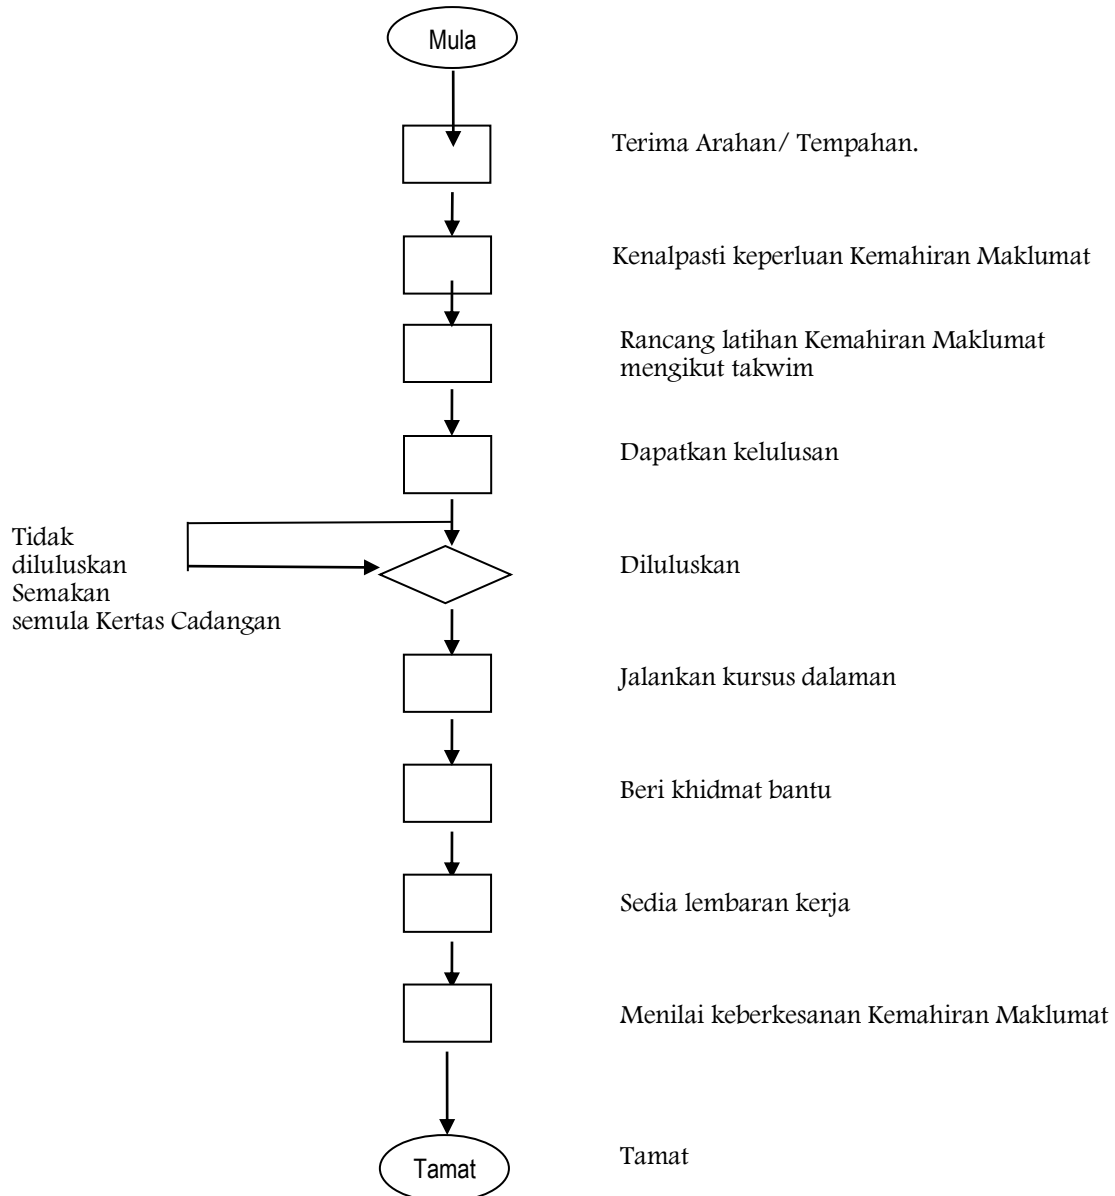 Mula
Terima Arahan/ Tempahan.
Kenalpasti keperluan Kemahiran Maklumat
Rancang latihan Kemahiran Maklumat
mengikut takwim
Dapatkan kelulusan
Tidak
diluluskan
Semakan
semula Kertas Cadangan
Diluluskan
Jalankan kursus dalaman
Beri khidmat bantu
Sedia lembaran kerja
Menilai keberkesanan Kemahiran Maklumat
Tamat
Tamat